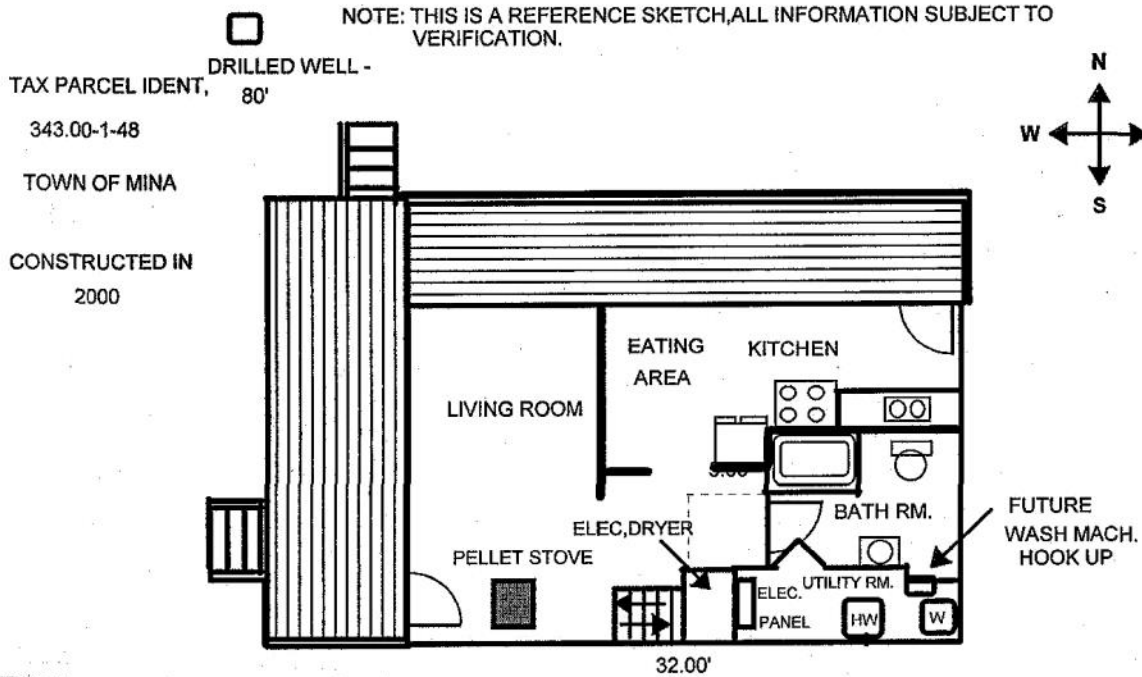 NOTE: THIS IS A REFERENCE SKETCH,ALL INFORMATION SUBJECT TO
VERIFICATION.
DRILLED WELL -
80'
TAX PARCEL IDENT,
343.00-1-48
TOWN OF MINA
CONSTRUCTED IN
2000
N
W
S
EATING
AREA
KITCHEN
LIVING ROOM
BATH RM.
FUTURE
WASH MACH.
HOOK UP
ELEC,DRYER
PELLET STOVE
UTILITY RM.
ELEC.
PANEL
HW
W
32.00'